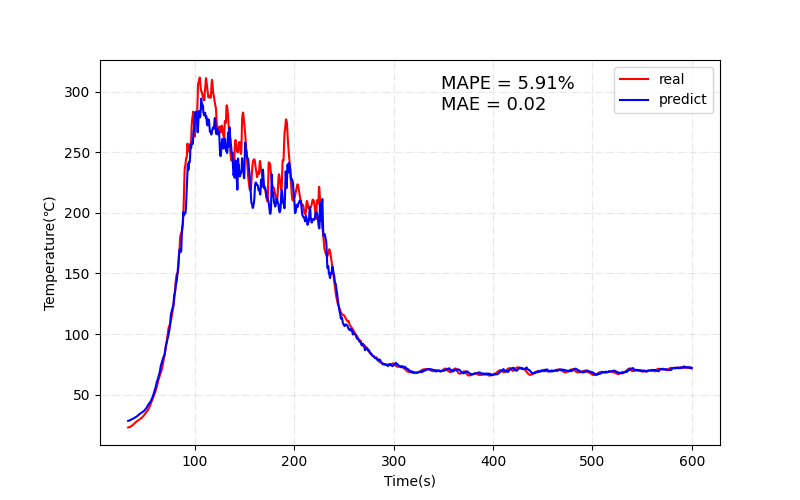 MAPE = 5.91%
MAE = 0.02
real
predict
Temperature(℃)
300
250
200
150
100
50
100 200 300 400 500 600
Time(s)